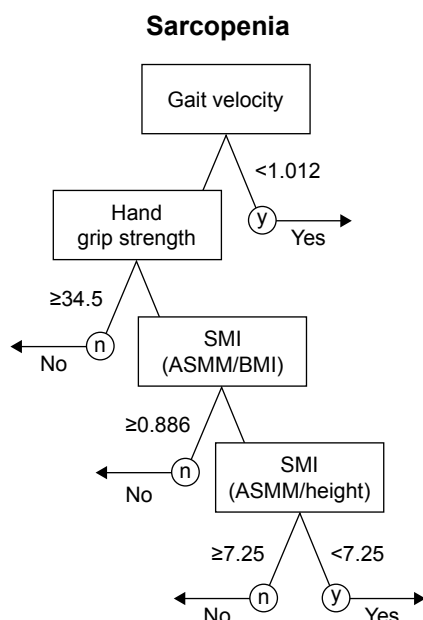 Sarcopenia
Gait velocity
<1.012
Hand
grip strength
y
Yes
≥34.5
n
No
SMI
(ASMM/BMI)
≥0.886
n
No
SMI
(ASMM/height)
≥7.25
<7.25
n
No
y
Yes